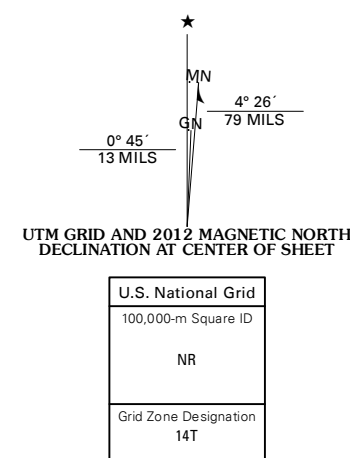 ★
MN
GN
4° 26´
79 MILS
0° 45´
13 MILS
UTM GRID AND 2012 MAGNETIC NORTH
DECLINATION AT CENTER OF SHEET
U.S. National Grid
100,000-m Square ID
NR
Grid Zone Designation
14T